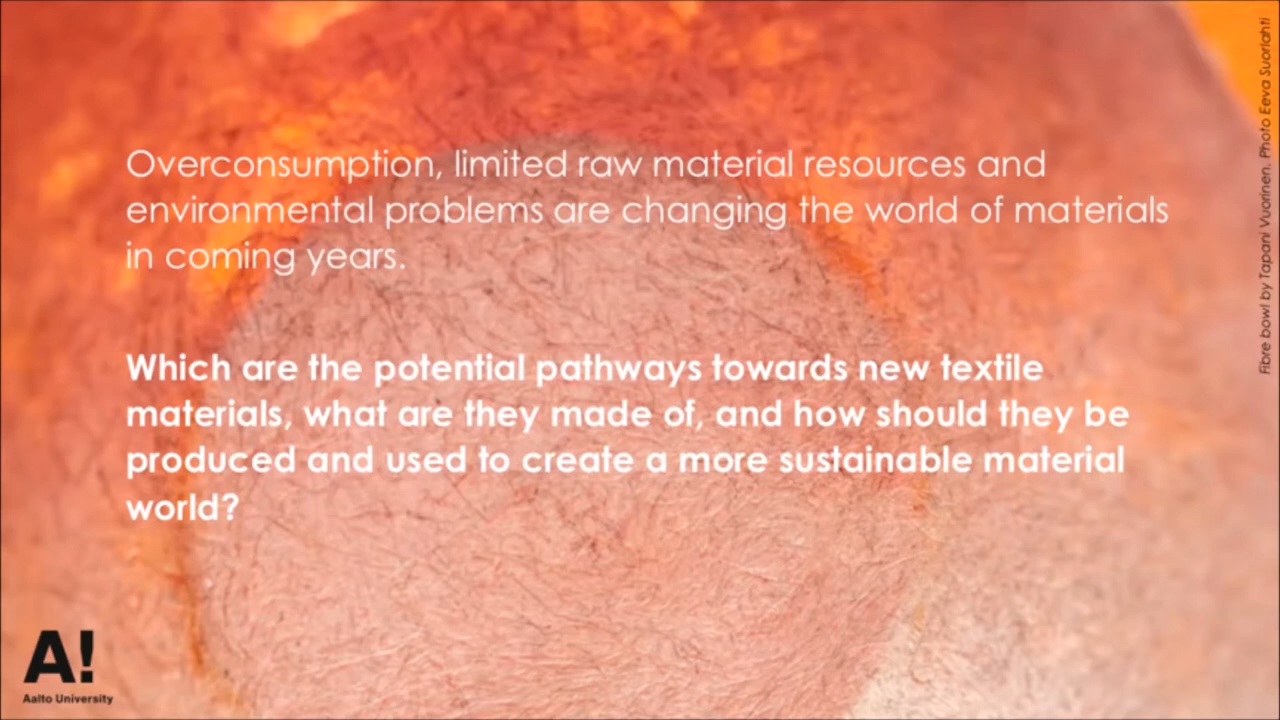 Overconsumption, limited raw material resources and
environmental problems are changing the world of materials
in coming years.
Which are the potential pathways towards new textile
materials, what are they made of, and how should they be
produced and used to create a more sustainable material
world?
Fibre bowl by Tapani Vuorinen. Photo Eeva Suorlahti
A!
Aalto University